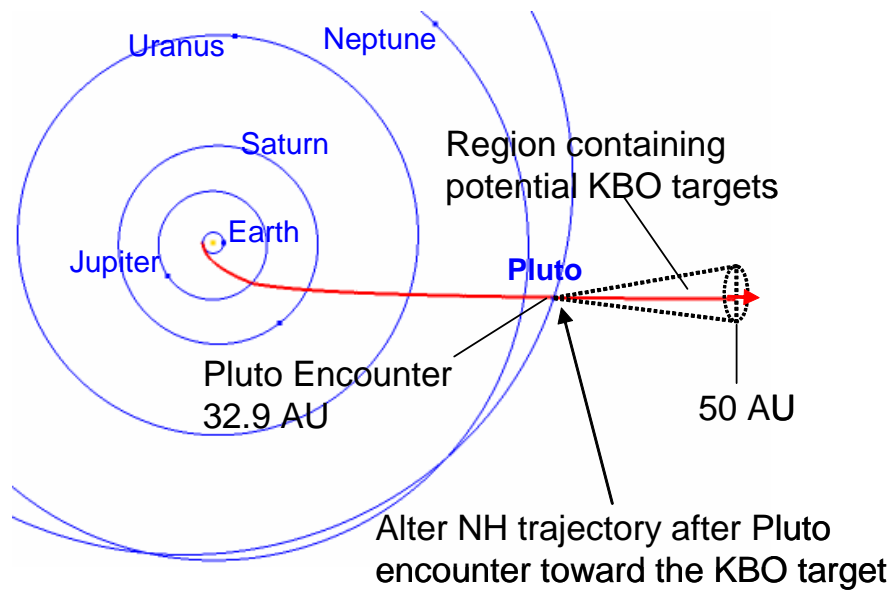 Uranus
Neptune
Saturn
Region containing
potential KBO targets
Earth
Jupiter
Pluto
Pluto Encounter
32.9 AU
50 AU
Alter NH trajectory after Pluto
encounter toward the KBO target